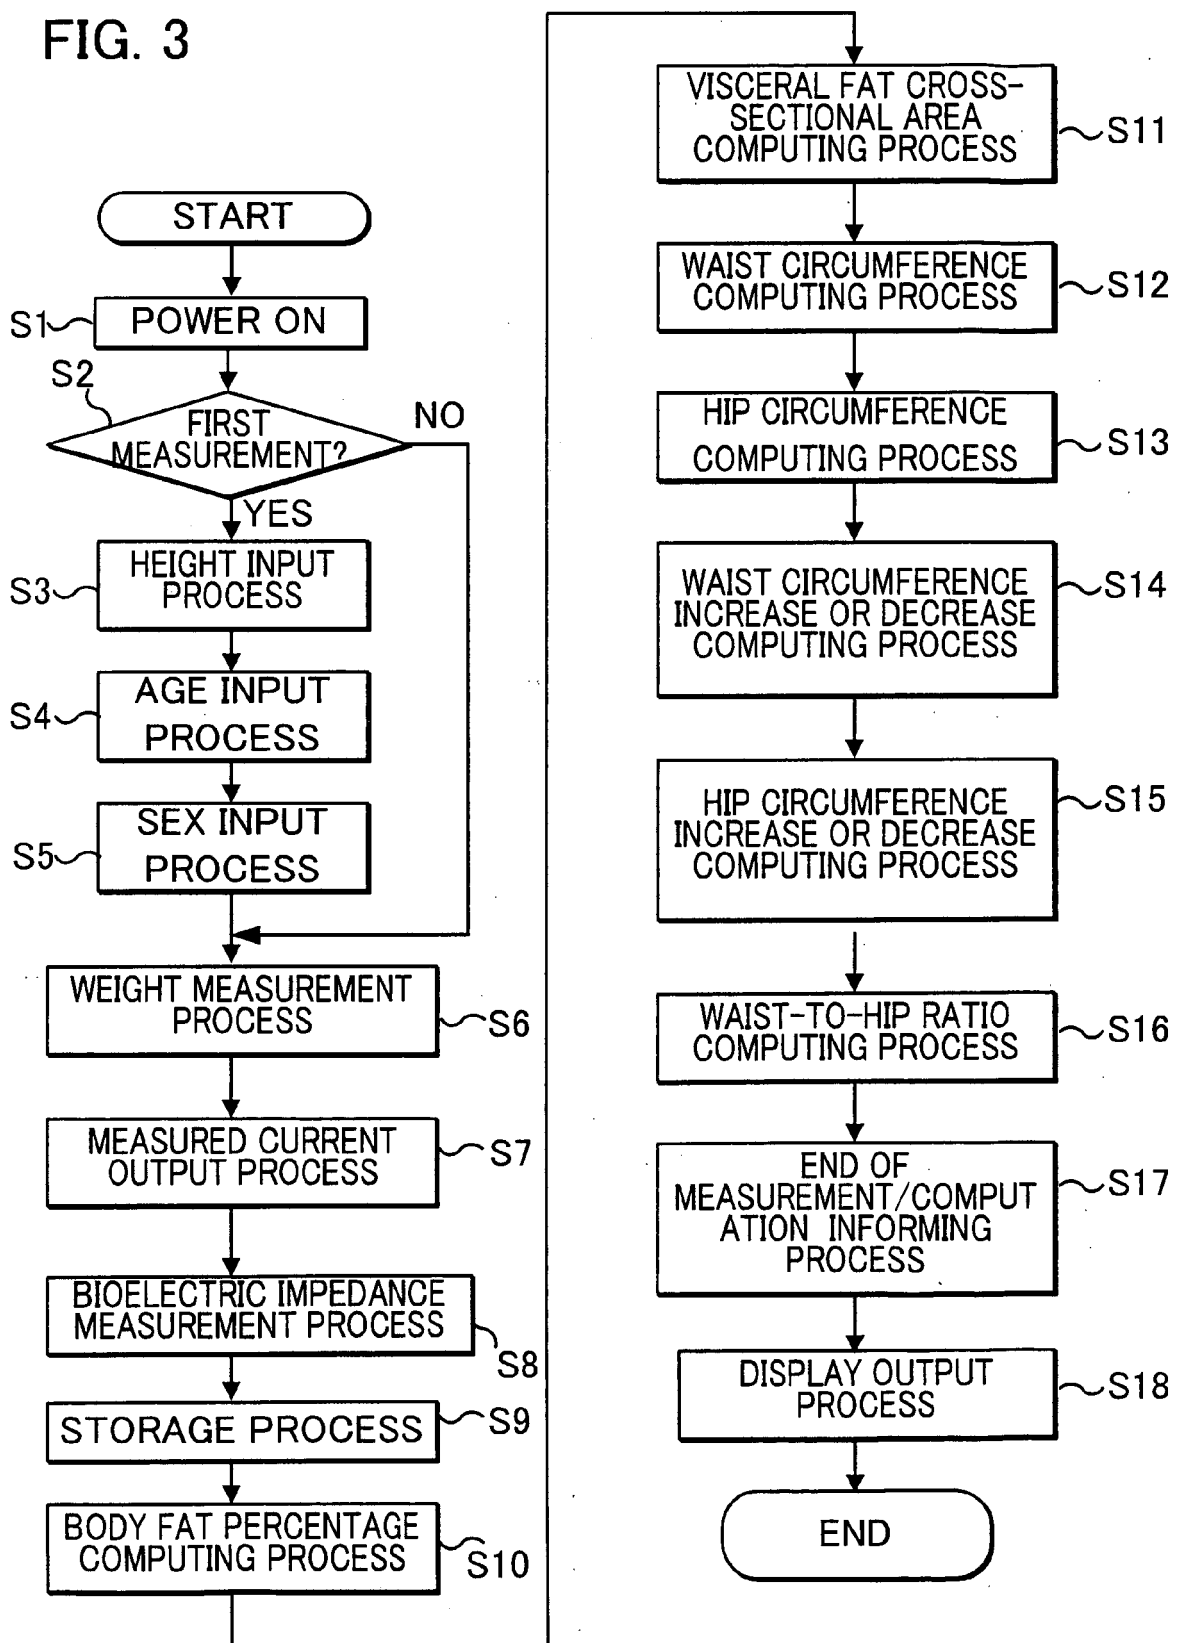 FIG. 3
START
S1
POWER ON
S2
FIRST
MEASUREMENT?
NO
YES
S3
HEIGHT INPUT
PROCESS
S4
AGE INPUT
PROCESS
S5
SEX INPUT
PROCESS
WEIGHT MEASUREMENT
PROCESS
S6
MEASURED CURRENT
OUTPUT PROCESS
S7
BIOELECTRIC IMPEDANCE
MEASUREMENT PROCESS
S8
STORAGE PROCESS
S9
BODY FAT PERCENTAGE
COMPUTING PROCESS
S10
VISCERAL FAT CROSS-
SECTIONAL AREA
COMPUTING PROCESS
S11
WAIST CIRCUMFERENCE
COMPUTING PROCESS
S12
HIP CIRCUMFERENCE
COMPUTING PROCESS
S13
WAIST CIRCUMFERENCE
INCREASE OR DECREASE
COMPUTING PROCESS
S14
HIP CIRCUMFERENCE
INCREASE OR DECREASE
COMPUTING PROCESS
S15
WAIST-TO-HIP RATIO
COMPUTING PROCESS
S16
END OF
MEASUREMENT/COMPUT
ATION INFORMING
PROCESS
S17
DISPLAY OUTPUT
PROCESS
S18
END